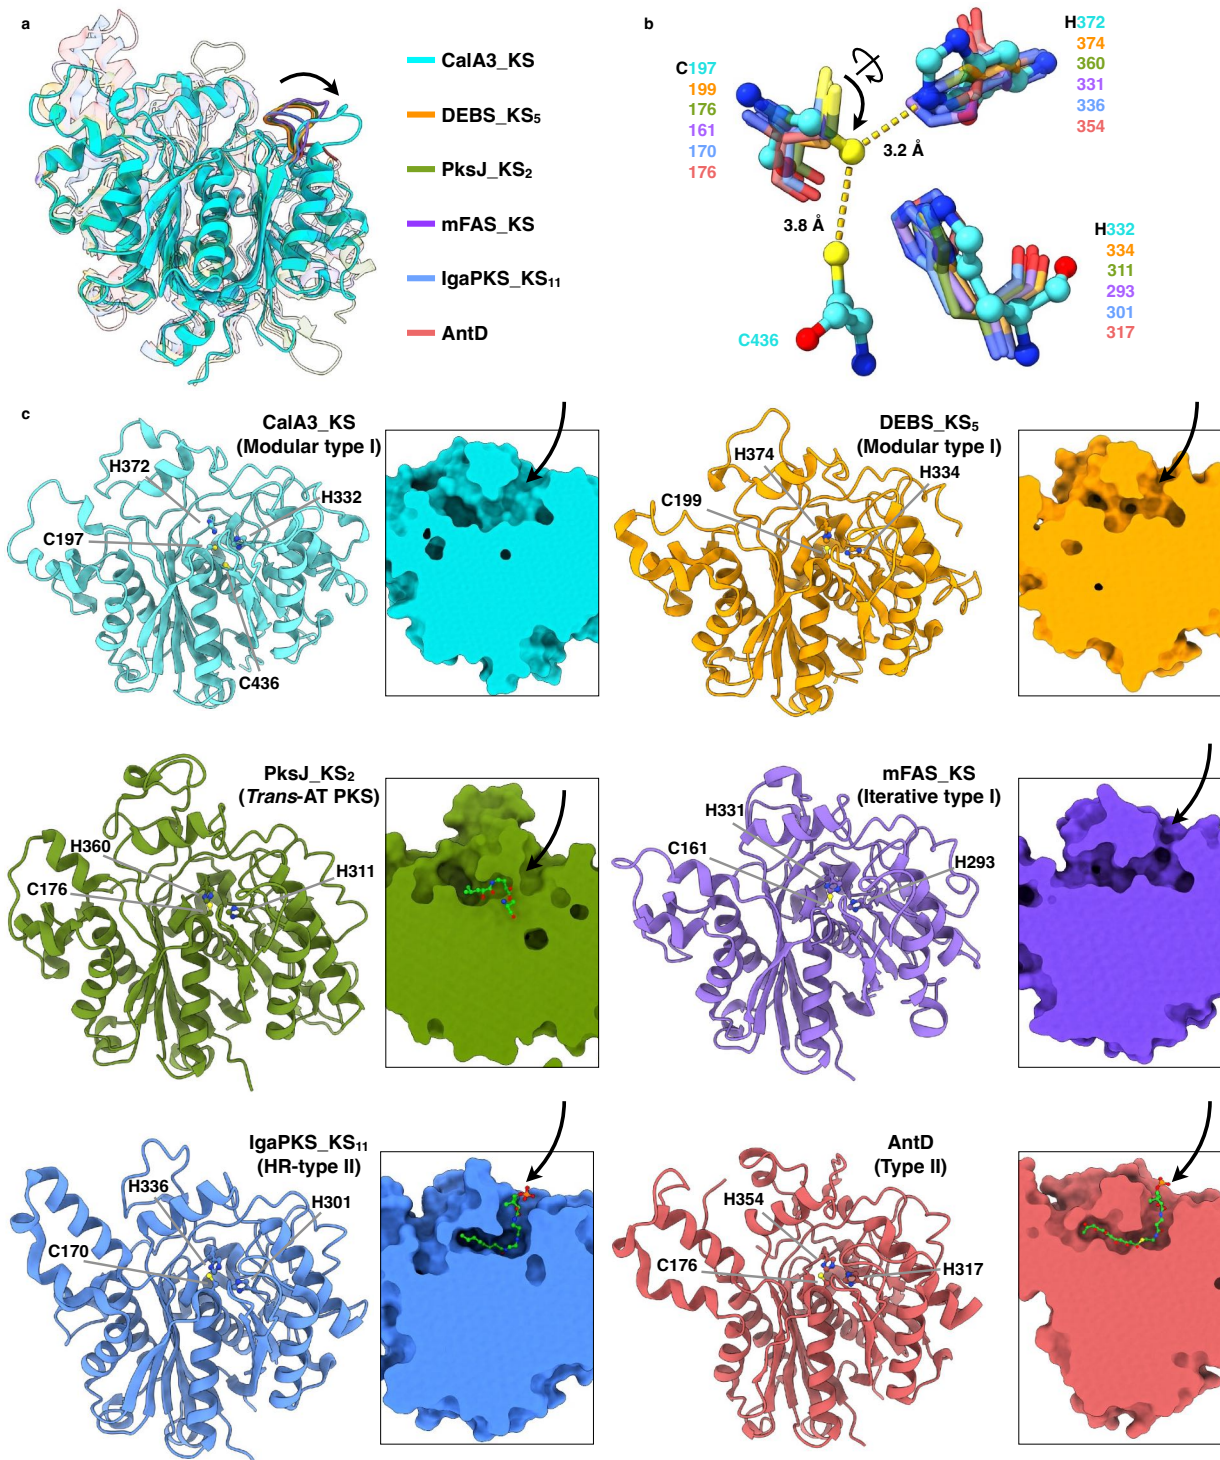 a
CalA3_KS
DEBS_KS₅
PksJ_KS₂
mFAS_KS
IgaPKS_KS₁₁
AntD
b
C197
199
176
161
170
176
H372
374
360
331
336
354
3.2 Å
3.8 Å
C436
H332
334
311
293
301
317
c
CalA3_KS
(Modular type I)
H372
H332
C197
C436
DEBS_KS₅
(Modular type I)
H374
H334
C199
PksJ_KS₂
(Trans-AT PKS)
H360
H311
C176
mFAS_KS
(Iterative type I)
H331
C161
H293
IgaPKS_KS₁₁
(HR-type II)
H336
H301
C170
AntD
(Type II)
H354
C176
H317